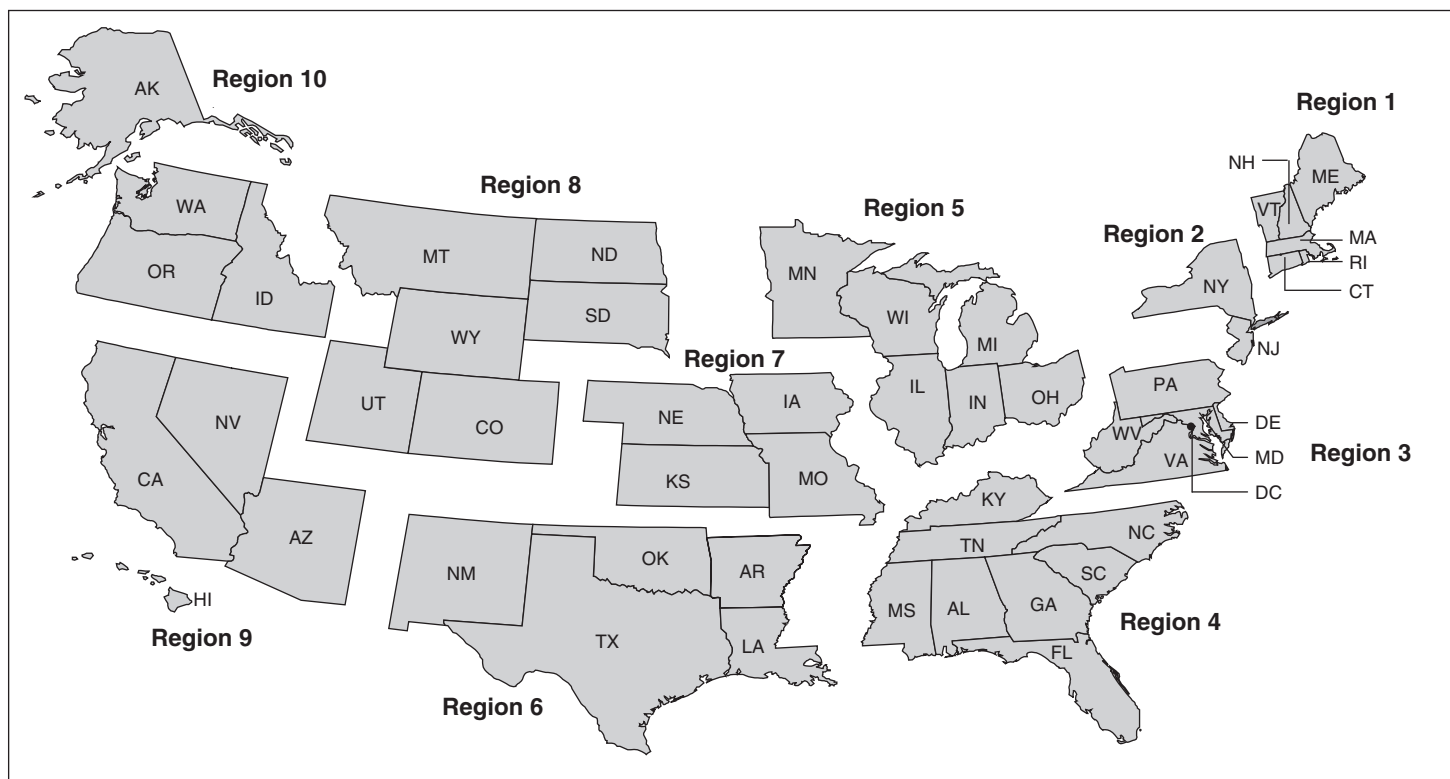 Region 10
AK
Region 1
NH
ME
Region 8
VT
WA
Region 5
Region 2
MA
MT
ND
RI
OR
MN
NY
CT
ID
SD
WI
WY
Region 7
MI
NJ
UT
IA
IL
PA
NV
CO
NE
IN
OH
DE
WV
Region 3
MD
CA
KS
MO
VA
DC
KY
AZ
NC
TN
OK
NM
AR
SC
HI
MS
AL
GA
Region 9
TX
LA
Region 4
FL
Region 6